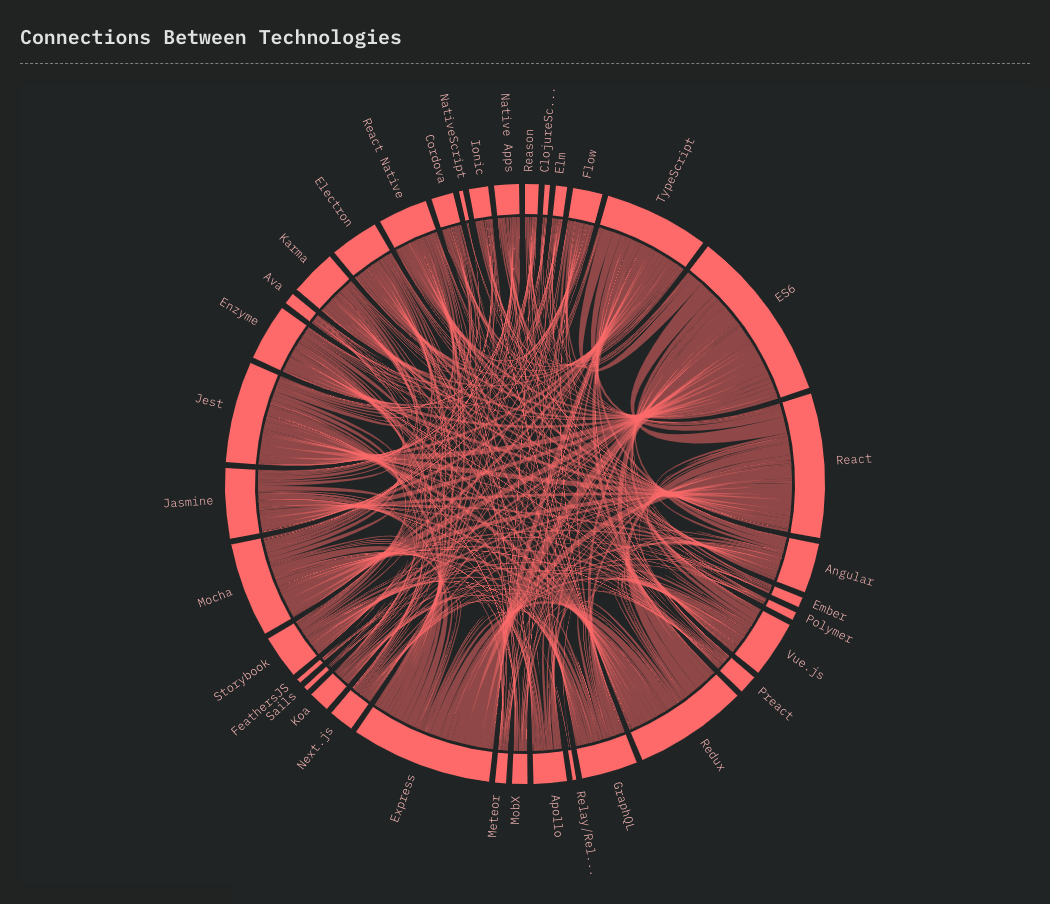 Connections Between Technologies
Native Apps
Reason
ClojureSc...
Elm
Flow
TypeScript
ES6
React
Angular
Ember
Polymer
Vue.js
Preact
Redux
GraphQL
Relay/Rel...
Apollo
MobX
Meteor
Express
Next.js
Koa
Sails
FeathersJS
Storybook
Mocha
Jasmine
Jest
Enzyme
Ava
Karma
Electron
React Native
Cordova
NativeScript
Ionic